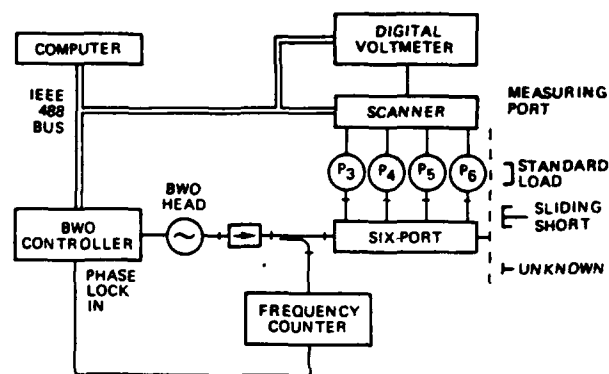 COMPUTER
DIGITAL
VOLTMETER
IEEE
488
BUS
SCANNER
MEASURING
PORT
P3
P4
P5
P6
STANDARD
LOAD
BWO
HEAD
SLIDING
SHORT
BWO
CONTROLLER
SIX-PORT
UNKNOWN
PHASE
LOCK
IN
FREQUENCY
COUNTER